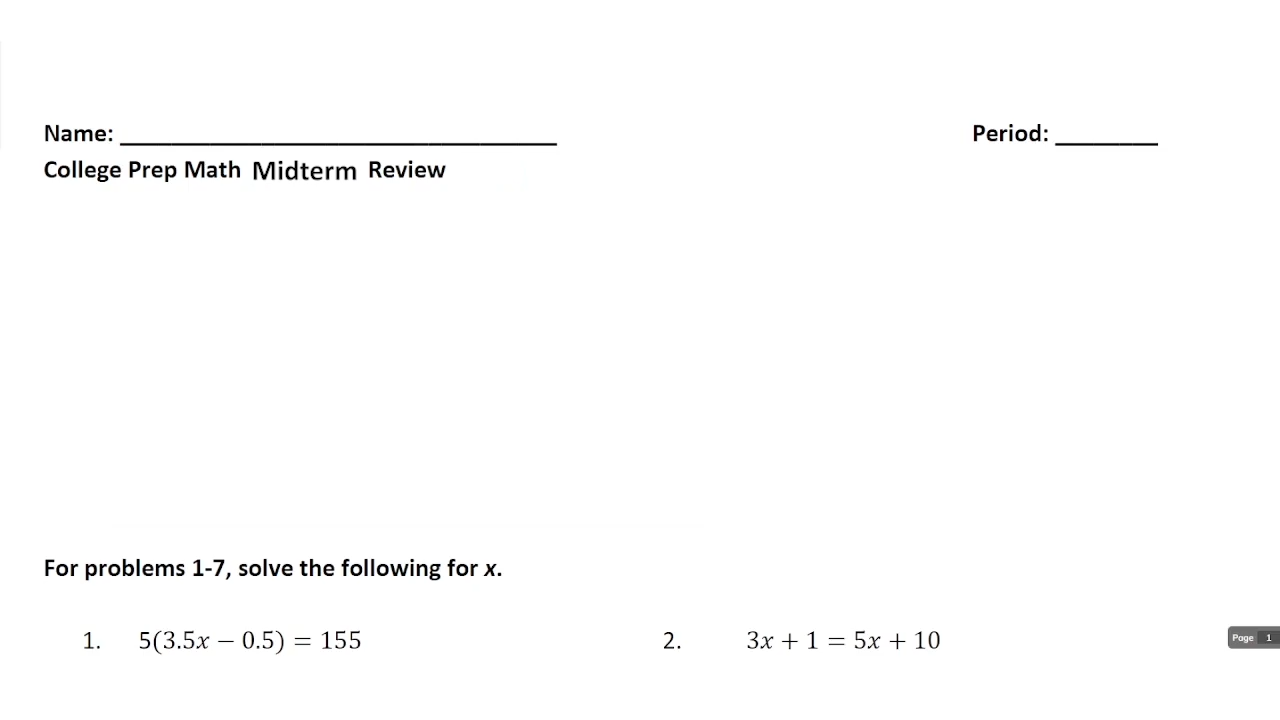 Name: __________________________________ Period: ________
College Prep Math Midterm Review
For problems 1-7, solve the following for x.
1. 5(3.5x − 0.5) = 155 2. 3x + 1 = 5x + 10
Page 1